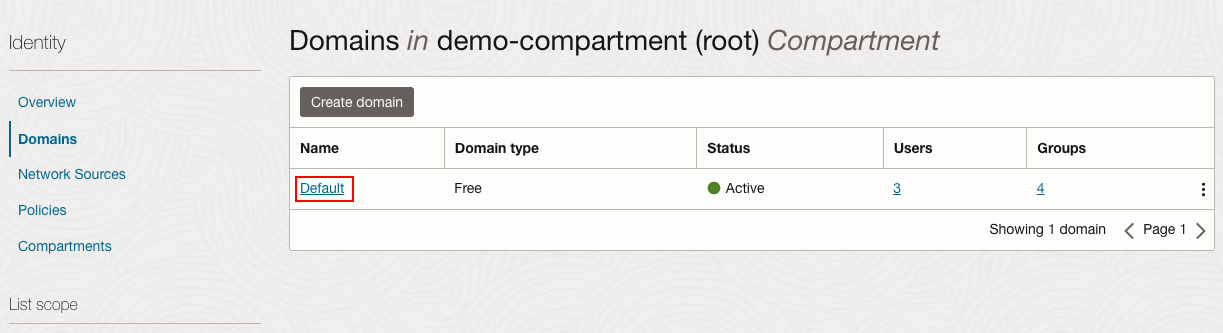 Identity
Overview
Domains
Network Sources
Policies
Compartments
List scope
Domains in demo-compartment (root) Compartment
Create domain
Name Domain type Status Users Groups
Default Free Active 3 4
Showing 1 domain Page 1